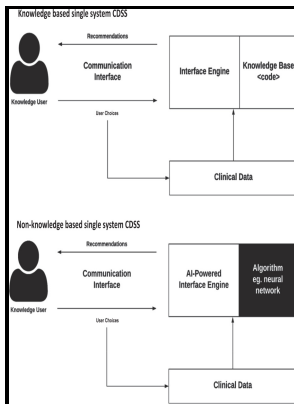 Knowledge based single system CDSS
Recommendations
Communication
Interface
Knowledge User
User Choices
Interface Engine
Knowledge Base
<code>
Clinical Data
Non-knowledge based single system CDSS
Recommendations
Communication
Interface
Knowledge User
User Choices
AI-Powered
Interface Engine
Algorithm
eg. neural
network
Clinical Data